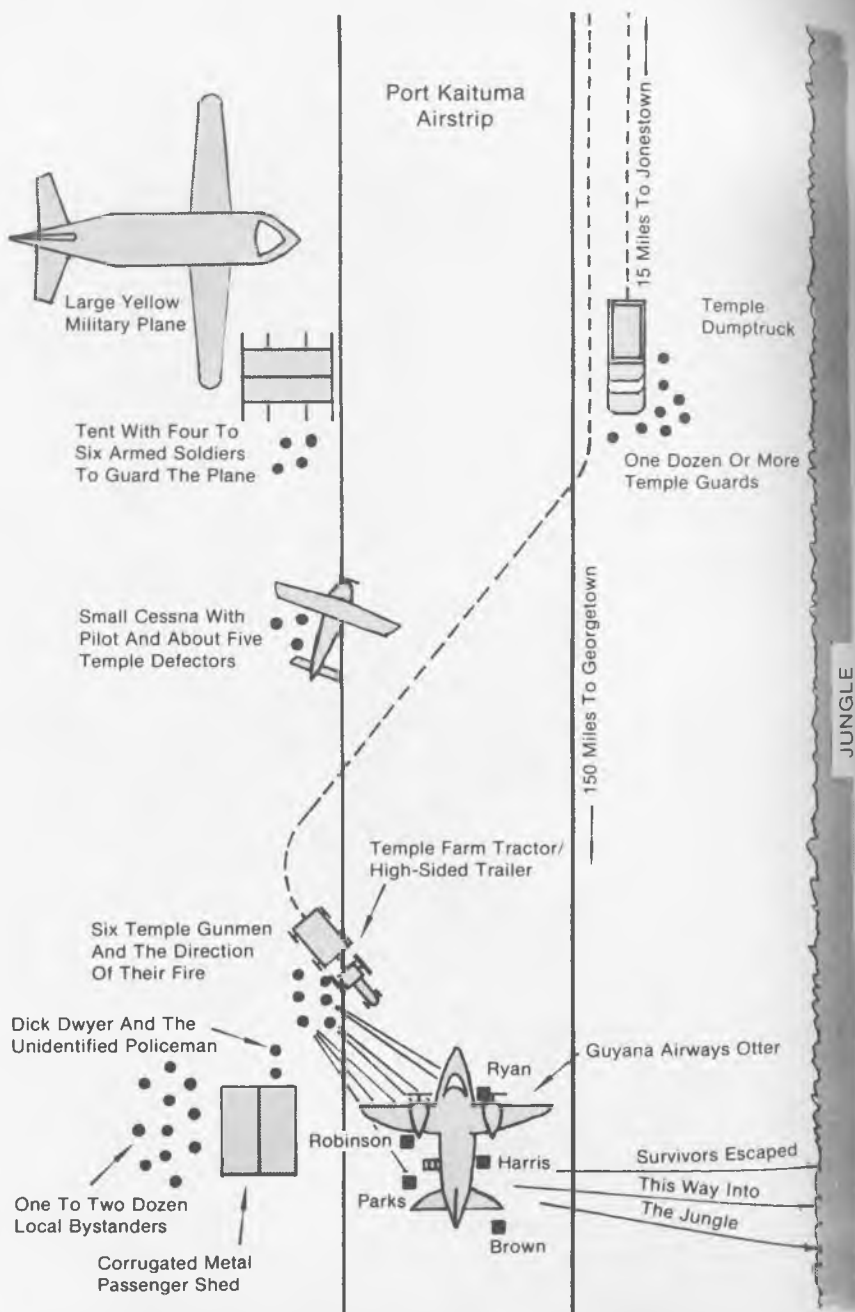 Port Kaituma
Airstrip
15 Miles To Jonestown
Large Yellow
Military Plane
Temple
Dumptruck
Tent With Four To
Six Armed Soldiers
To Guard The Plane
One Dozen Or More
Temple Guards
Small Cessna With
Pilot And About Five
Temple Defectors
150 Miles To Georgetown
JUNGLE
Temple Farm Tractor/
High-Sided Trailer
Six Temple Gunmen
And The Direction
Of Their Fire
Dick Dwyer And The
Unidentified Policeman
Guyana Airways Otter
Ryan
Robinson
Harris
Parks
Brown
Survivors Escaped
This Way Into
The Jungle
One To Two Dozen
Local Bystanders
Corrugated Metal
Passenger Shed